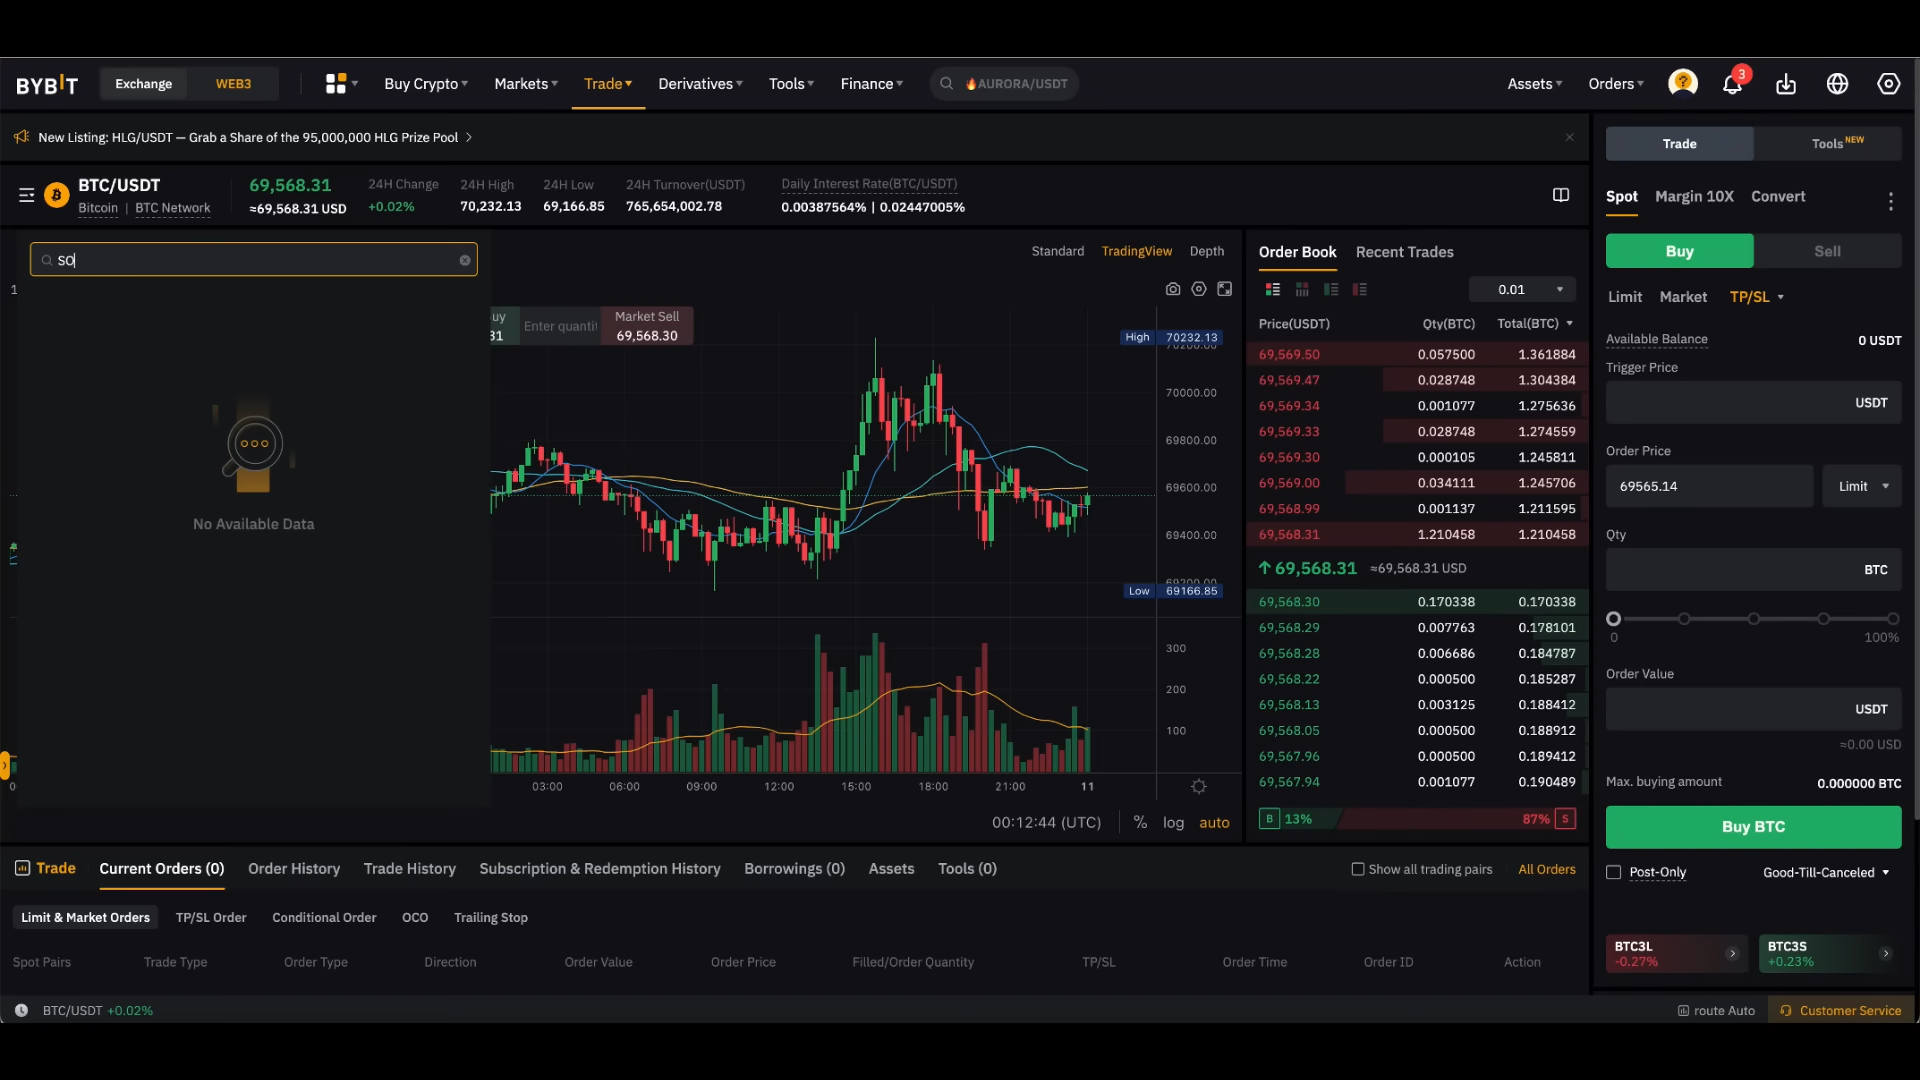 BYBIT Exchange WEB3 Buy Crypto Markets Trade Derivatives Tools Finance AURORA/USDT Assets Orders 3
New Listing: HLG/USDT — Grab a Share of the 95,000,000 HLG Prize Pool
BTC/USDT
Bitcoin | BTC Network
69,568.31
≈69,568.31 USD
24H Change
+0.02%
24H High
70,232.13
24H Low
69,166.85
24H Turnover(USDT)
765,654,002.78
Daily Interest Rate(BTC/USDT)
0.00387564% | 0.02447005%
so
No Available Data
Standard TradingView Depth
uy
31
Enter quantit
Market Sell
69,568.30
High 70232.13
70000.00
69800.00
69600.00
69400.00
Low 69166.85
300
200
100
03:00 06:00 09:00 12:00 15:00 18:00 21:00 11
00:12:44 (UTC) % log auto
Order Book Recent Trades
0.01
Price(USDT) Qty(BTC) Total(BTC)
69,569.50 0.057500 1.361884
69,569.47 0.028748 1.304384
69,569.34 0.001077 1.275636
69,569.33 0.028748 1.274559
69,569.30 0.000105 1.245811
69,569.00 0.034111 1.245706
69,568.99 0.001137 1.211595
69,568.31 1.210458 1.210458
69,568.31 ≈69,568.31 USD
69,568.30 0.170338 0.170338
69,568.29 0.007763 0.178101
69,568.28 0.006686 0.184787
69,568.22 0.000500 0.185287
69,568.13 0.003125 0.188412
69,568.05 0.000500 0.188912
69,567.96 0.000500 0.189412
69,567.94 0.001077 0.190489
B 13% 87% S
Trade Tools NEW
Spot Margin 10X Convert
Buy Sell
Limit Market TP/SL
Available Balance 0 USDT
Trigger Price
USDT
Order Price
69565.14 Limit
Qty
BTC
0 100%
Order Value
USDT
≈0.00 USD
Max. buying amount 0.000000 BTC
Buy BTC
Post-Only Good-Till-Canceled
BTC3L
-0.27%
BTC3S
+0.23%
Trade Current Orders (0) Order History Trade History Subscription & Redemption History Borrowings (0) Assets Tools (0) Show all trading pairs All Orders
Limit & Market Orders TP/SL Order Conditional Order OCO Trailing Stop
Spot Pairs Trade Type Order Type Direction Order Value Order Price Filled/Order Quantity TP/SL Order Time Order ID Action
BTC/USDT +0.02% route Auto Customer Service